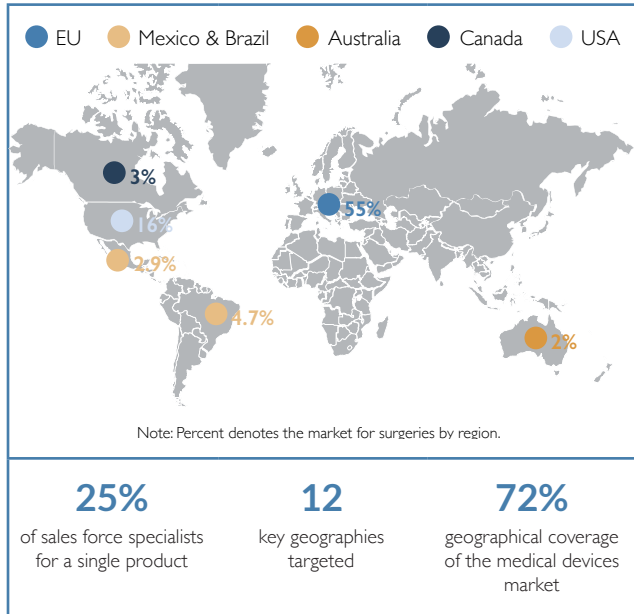 EU Mexico & Brazil Australia Canada USA
3%
55%
16%
2.9%
4.7%
2%
Note: Percent denotes the market for surgeries by region.
25%
of sales force specialists
for a single product
12
key geographies
targeted
72%
geographical coverage
of the medical devices
market